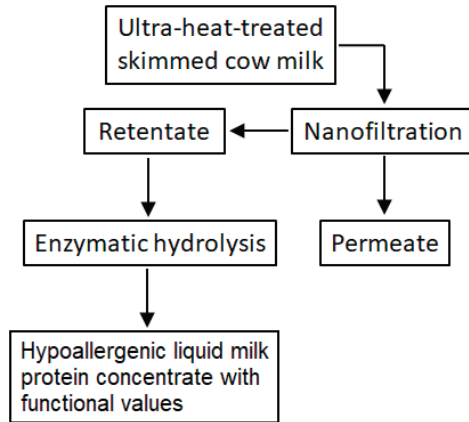 Ultra-heat-treated
skimmed cow milk
Retentate
Nanofiltration
Enzymatic hydrolysis
Permeate
Hypoallergenic liquid milk
protein concentrate with
functional values